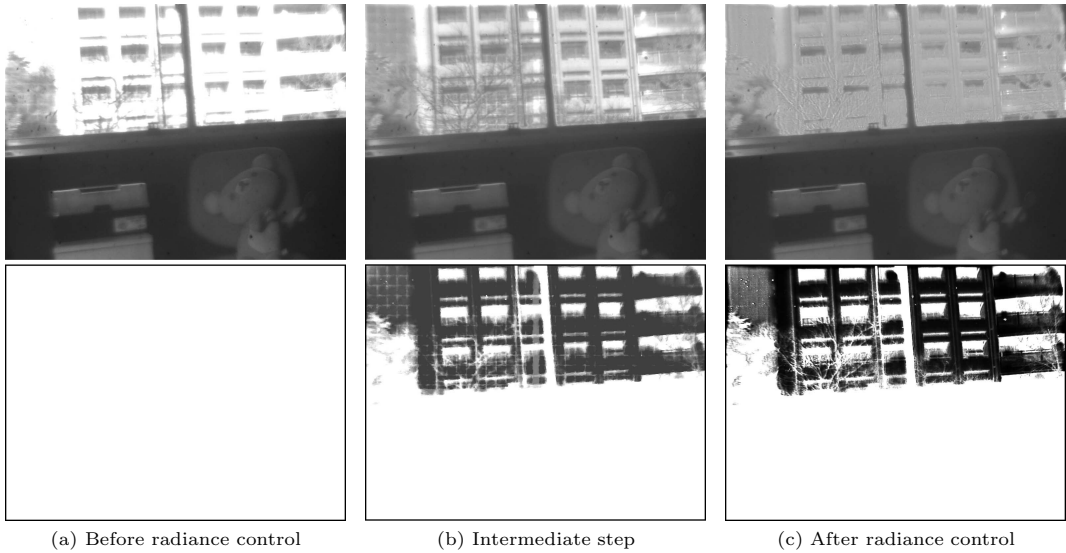 (a) Before radiance control
(b) Intermediate step
(c) After radiance control